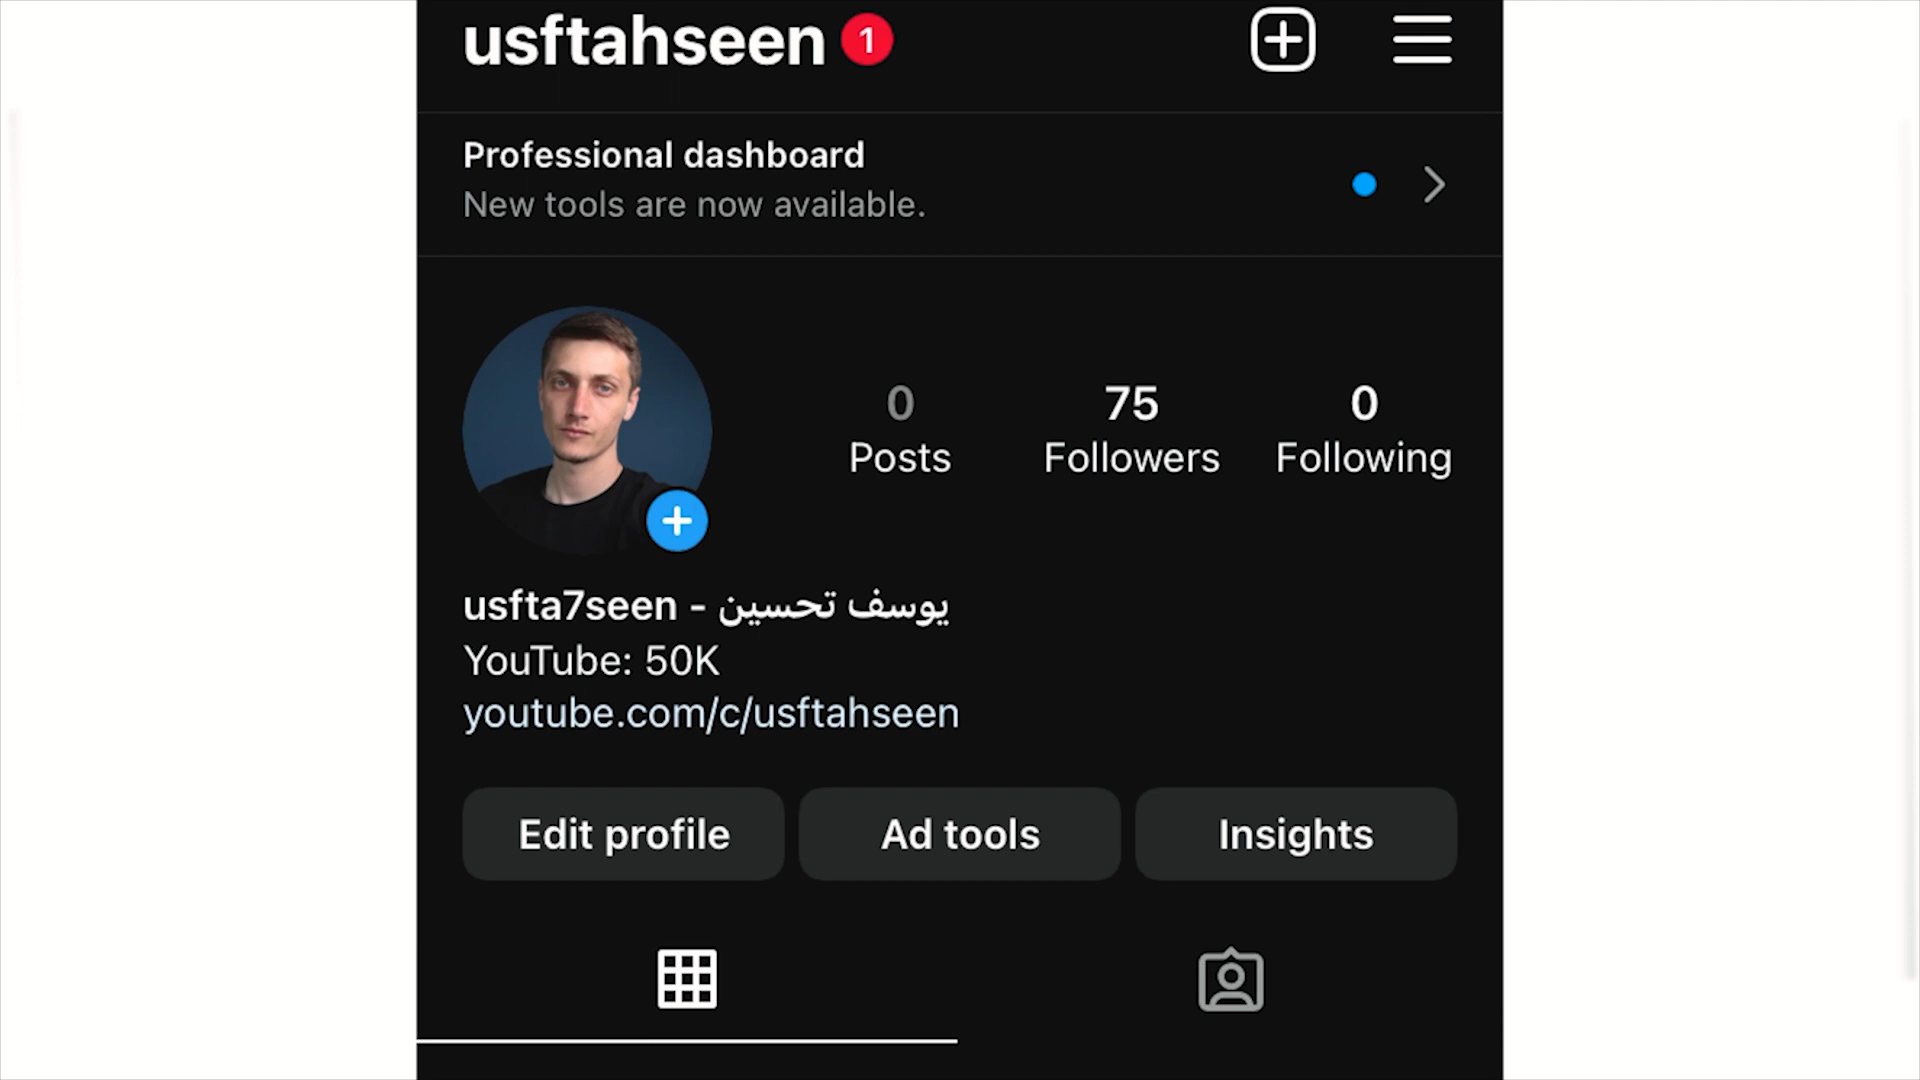 usftahseen 1
Professional dashboard
New tools are now available.
0 75 0
Posts Followers Following
usfta7seen - يوسف تحسين
YouTube: 50K
youtube.com/c/usftahseen
Edit profile Ad tools Insights